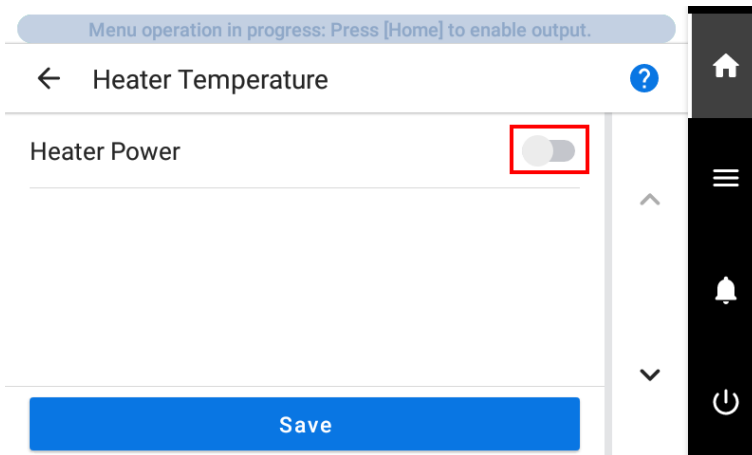 Menu operation in progress: Press [Home] to enable output.
Heater Temperature
?
Heater Power
Save